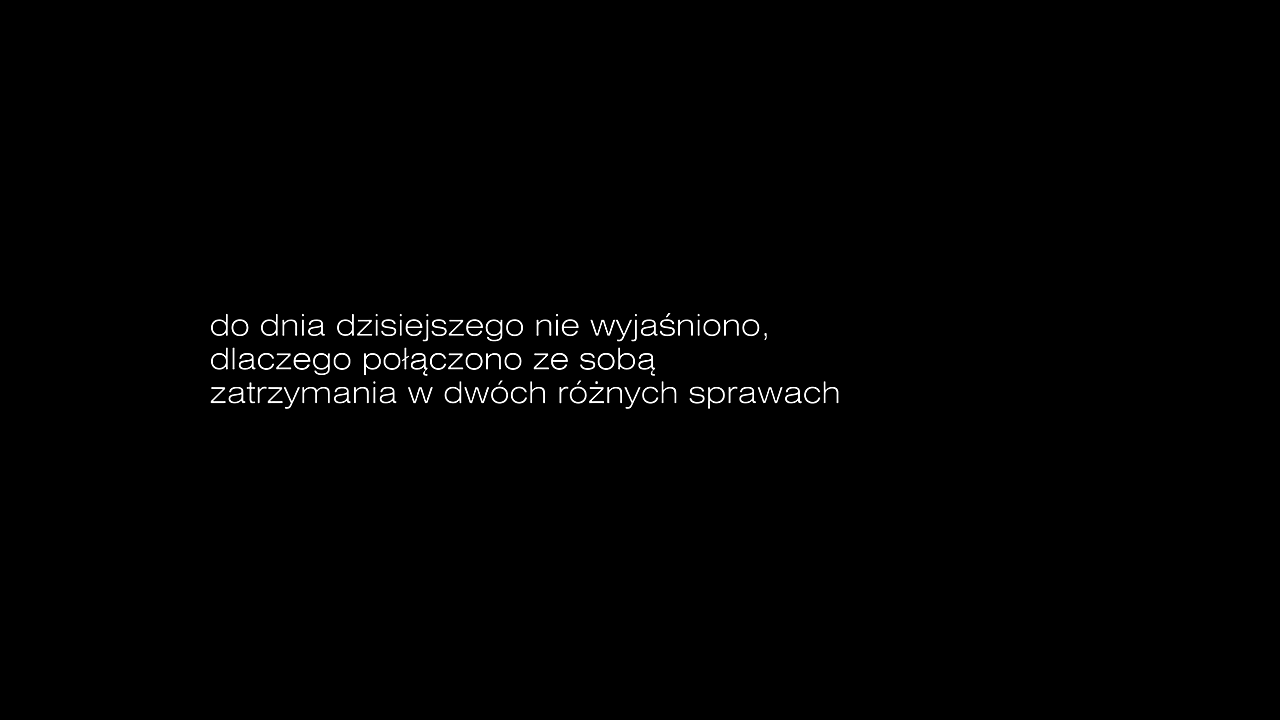 do dnia dzisiejszego nie wyjaśniono,
dlaczego połączono ze sobą
zatrzymania w dwóch różnych sprawach